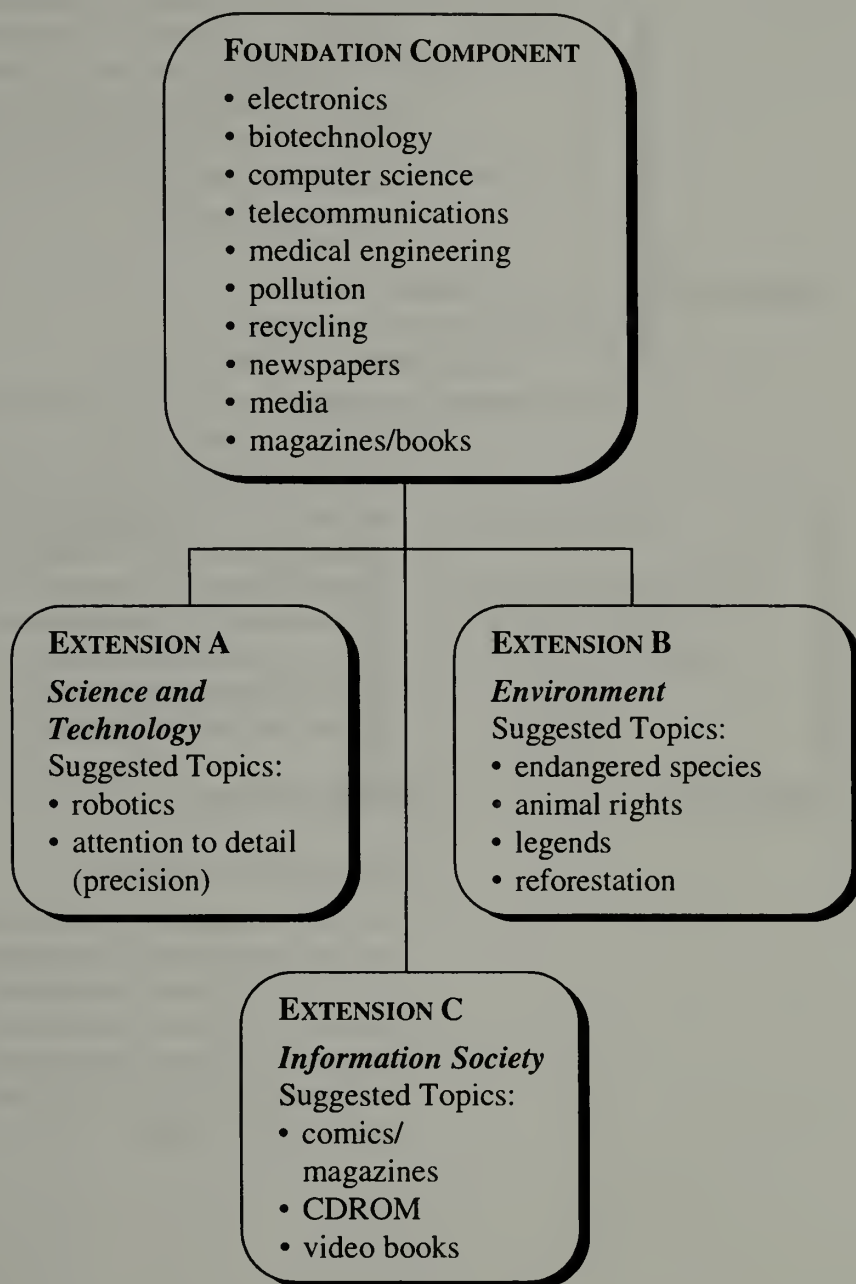 FOUNDATION COMPONENT
• electronics
• biotechnology
• computer science
• telecommunications
• medical engineering
• pollution
• recycling
• newspapers
• media
• magazines/books
EXTENSION A
Science and
Technology
Suggested Topics:
• robotics
• attention to detail
(precision)
EXTENSION B
Environment
Suggested Topics:
• endangered species
• animal rights
• legends
• reforestation
EXTENSION C
Information Society
Suggested Topics:
• comics/
magazines
• CDROM
• video books